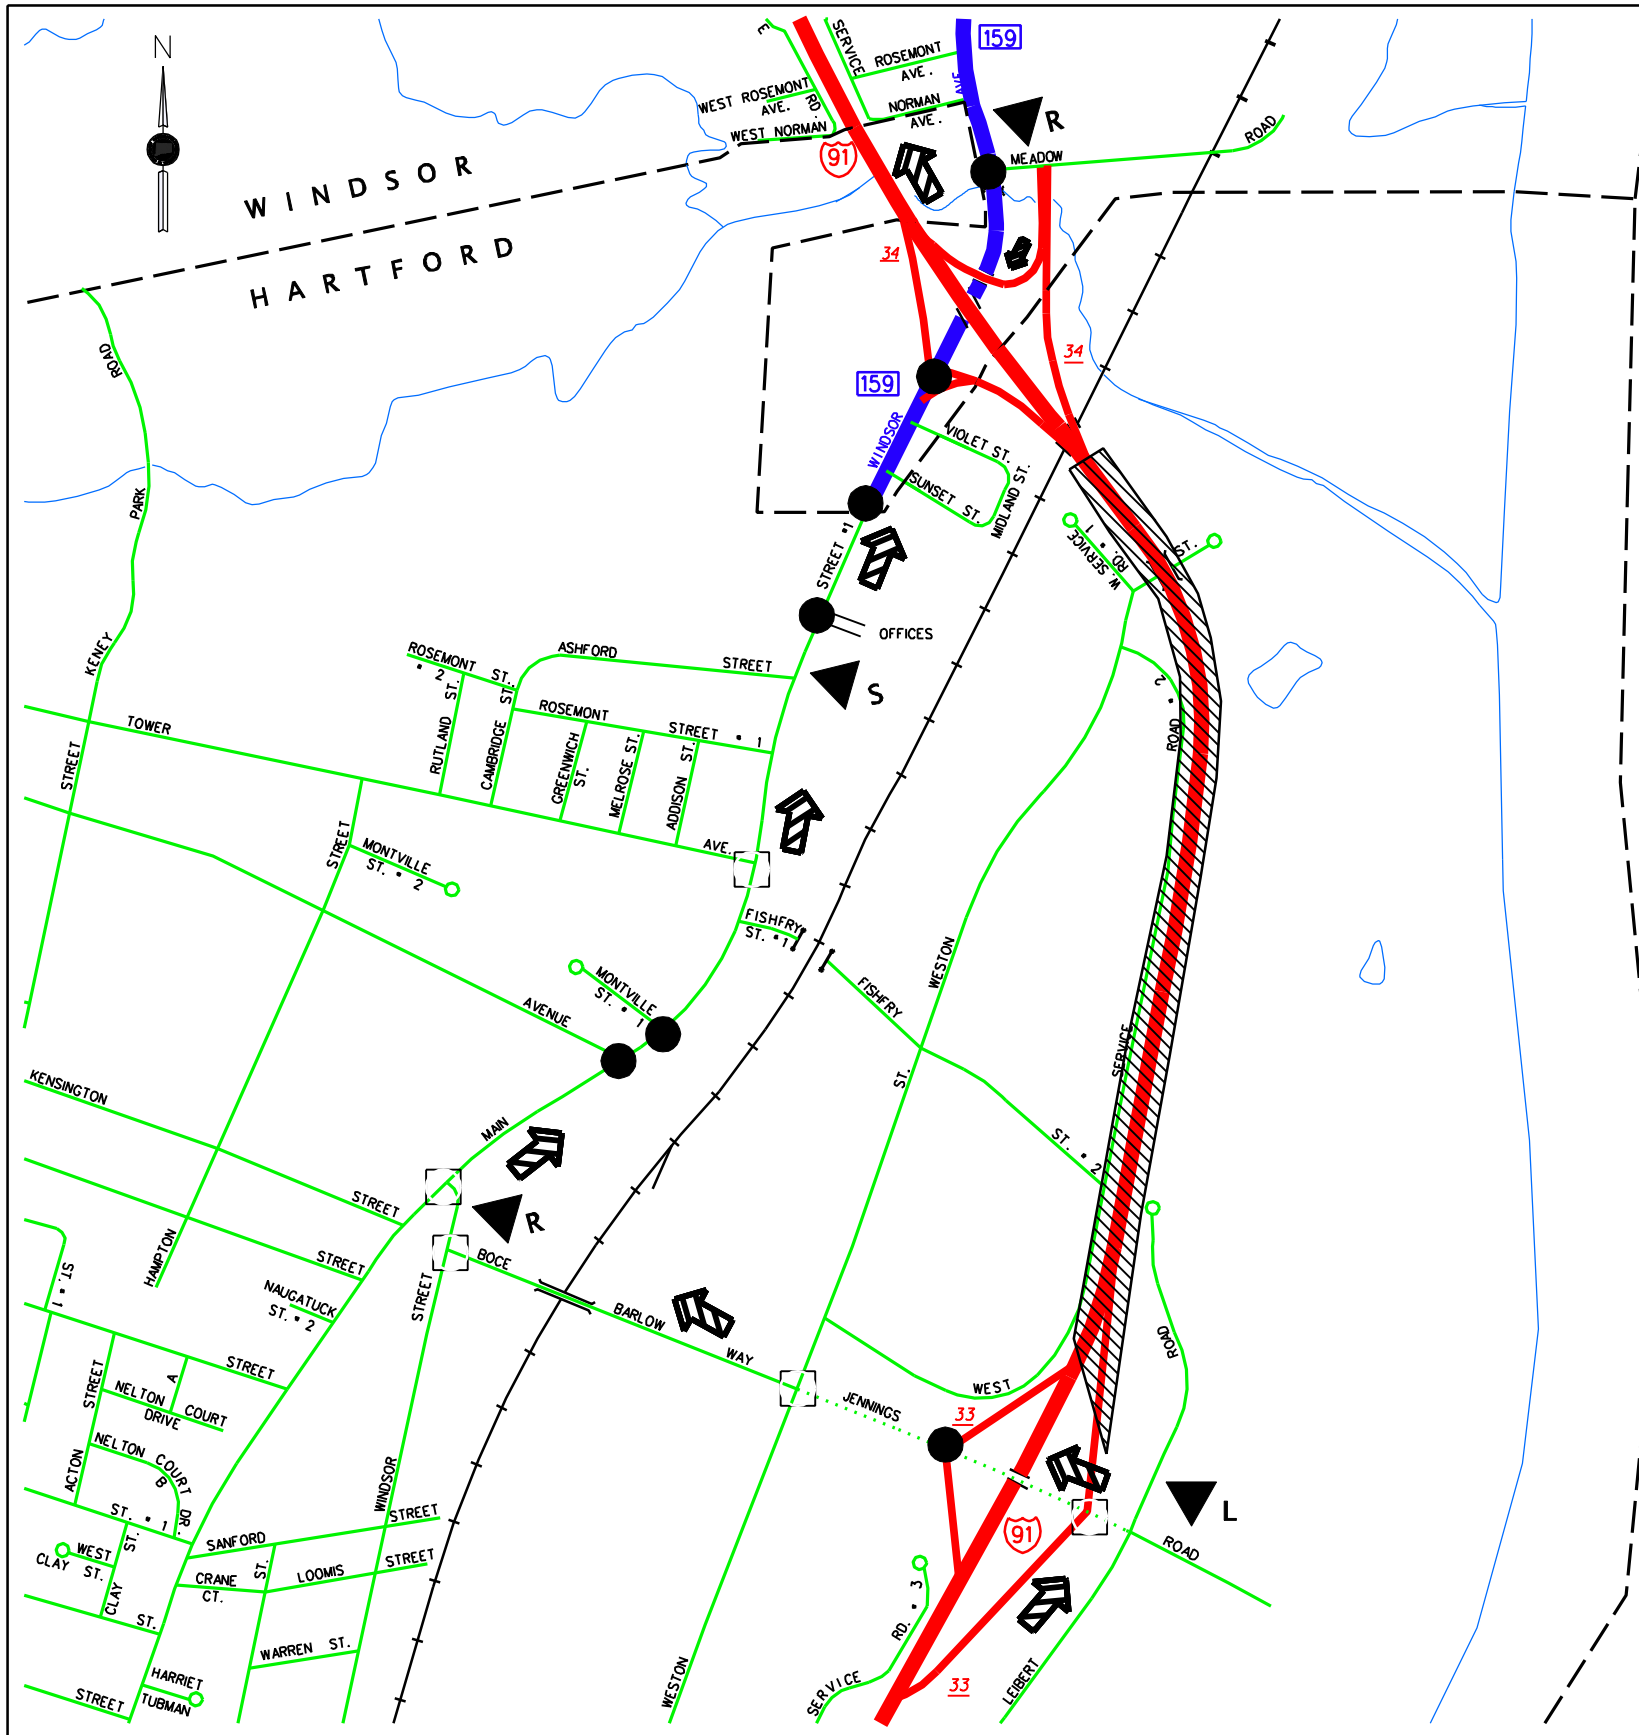 N
WINDSOR
HARTFORD
E
SERVICE
159
ROSEMONT
AVE.
AVE
WEST ROSEMONT
AVE.
RD.
NORMAN
AVE.
WEST NORMAN
91
R
MEADOW
ROAD
34
34
159
WINDSOR
VIOLET ST.
SUNSET ST.
MIDLAND ST.
ROAD
PARK
KENEY
STREET
STREET
1
W. SERVICE
RD. 1
ST.
OFFICES
S
ROSEMONT ST.
2
ASHFORD STREET
ROSEMONT STREET 1
TOWER AVE.
RUTLAND ST.
CAMBRIDGE ST.
GREENWICH
ST.
MELROSE ST.
ADDISON ST.
2
ROAD
SERVICE
STREET
MONTVILLE
ST. 2
FISHFRY
ST. 1
FISHFRY
ST. 2
WESTON
ST.
MONTVILLE
ST. 1
AVENUE
KENSINGTON
STREET
MAIN
R
HAMPTON
STREET
NAUGATUCK
ST. 2
ST. 1
STREET
BOCE
BARLOW
WAY
STREET
STREET
NELTON COURT
DRIVE
A
ACTON
NELTON COURT
B
DR.
ST. 1
WEST
JENNINGS
33
ROAD
L
91
ROAD
WINDSOR
SANFORD STREET
CRANE
CT.
ST.
LOOMIS STREET
WEST
ST.
CLAY
CLAY
ST.
ST.
WARREN ST.
HARRIET
TUBMAN
STREET
WESTON
SERVICE
RD. 3
33
LEIBERT